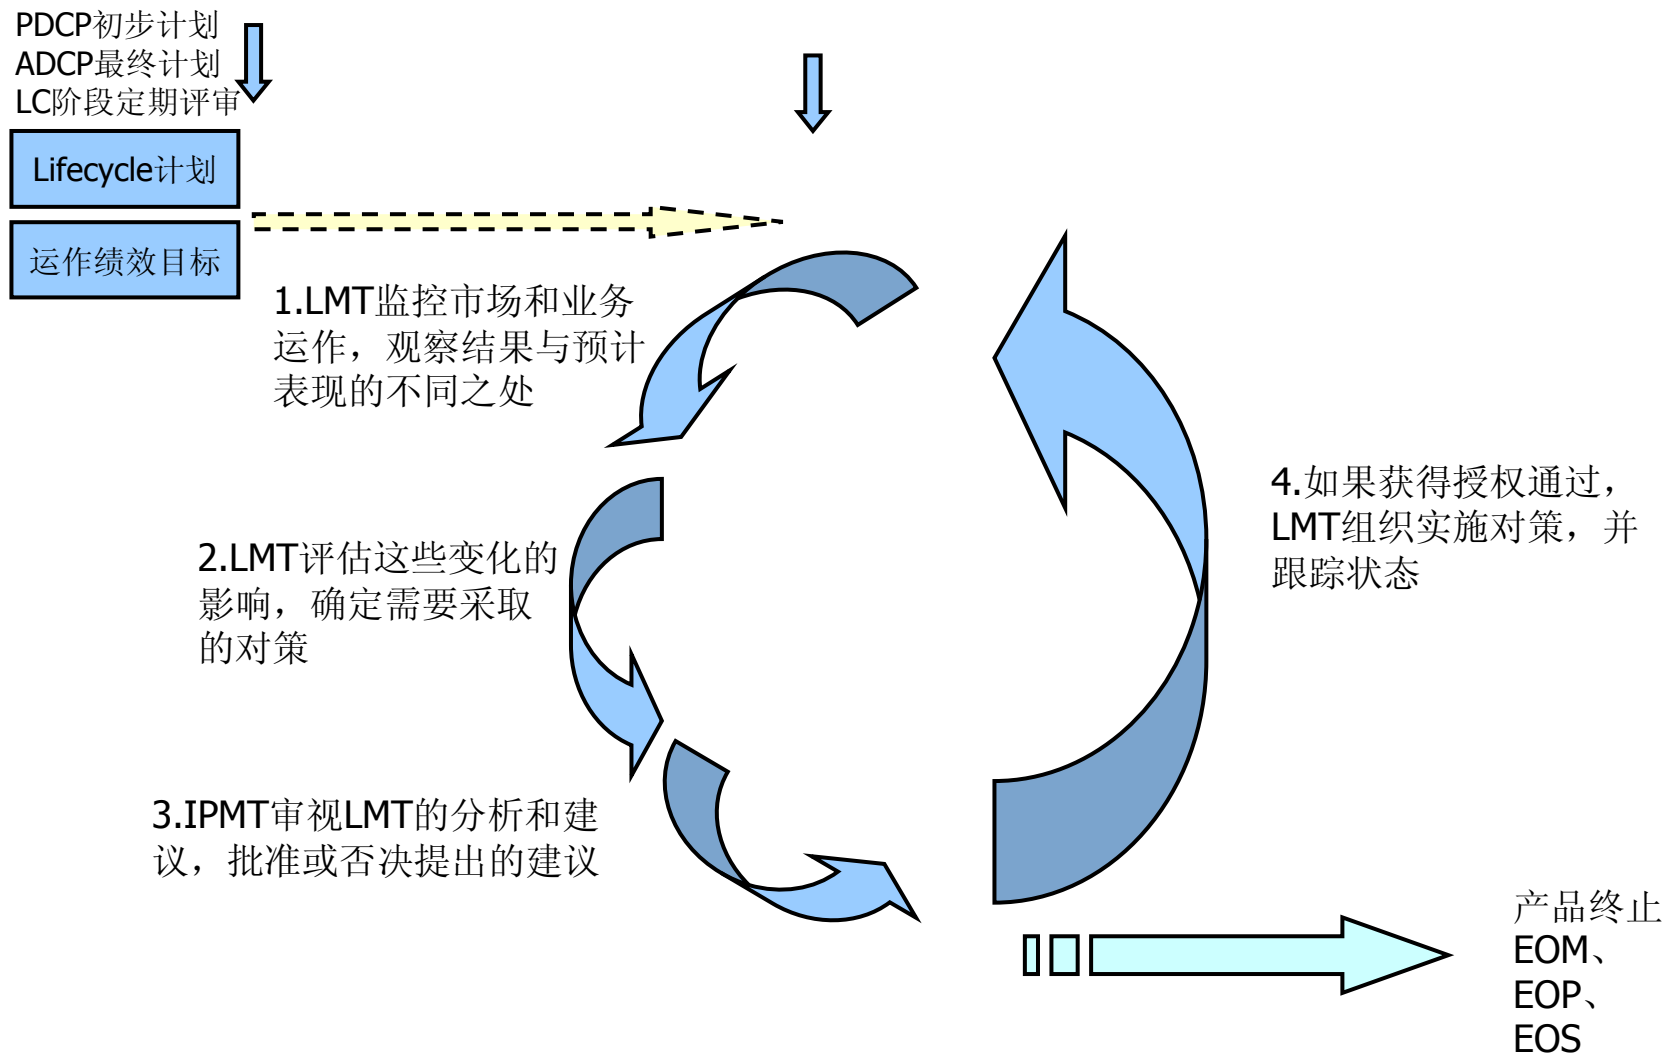 PDCP初步计划
ADCP最终计划
LC阶段定期评审
Lifecycle计划
运作绩效目标
1.LMT监控市场和业务
运作，观察结果与预计
表现的不同之处
2.LMT评估这些变化的
影响，确定需要采取
的对策
3.IPMT审视LMT的分析和建
议，批准或否决提出的建议
4.如果获得授权通过，
LMT组织实施对策，并
跟踪状态
产品终止
EOM、
EOP、
EOS